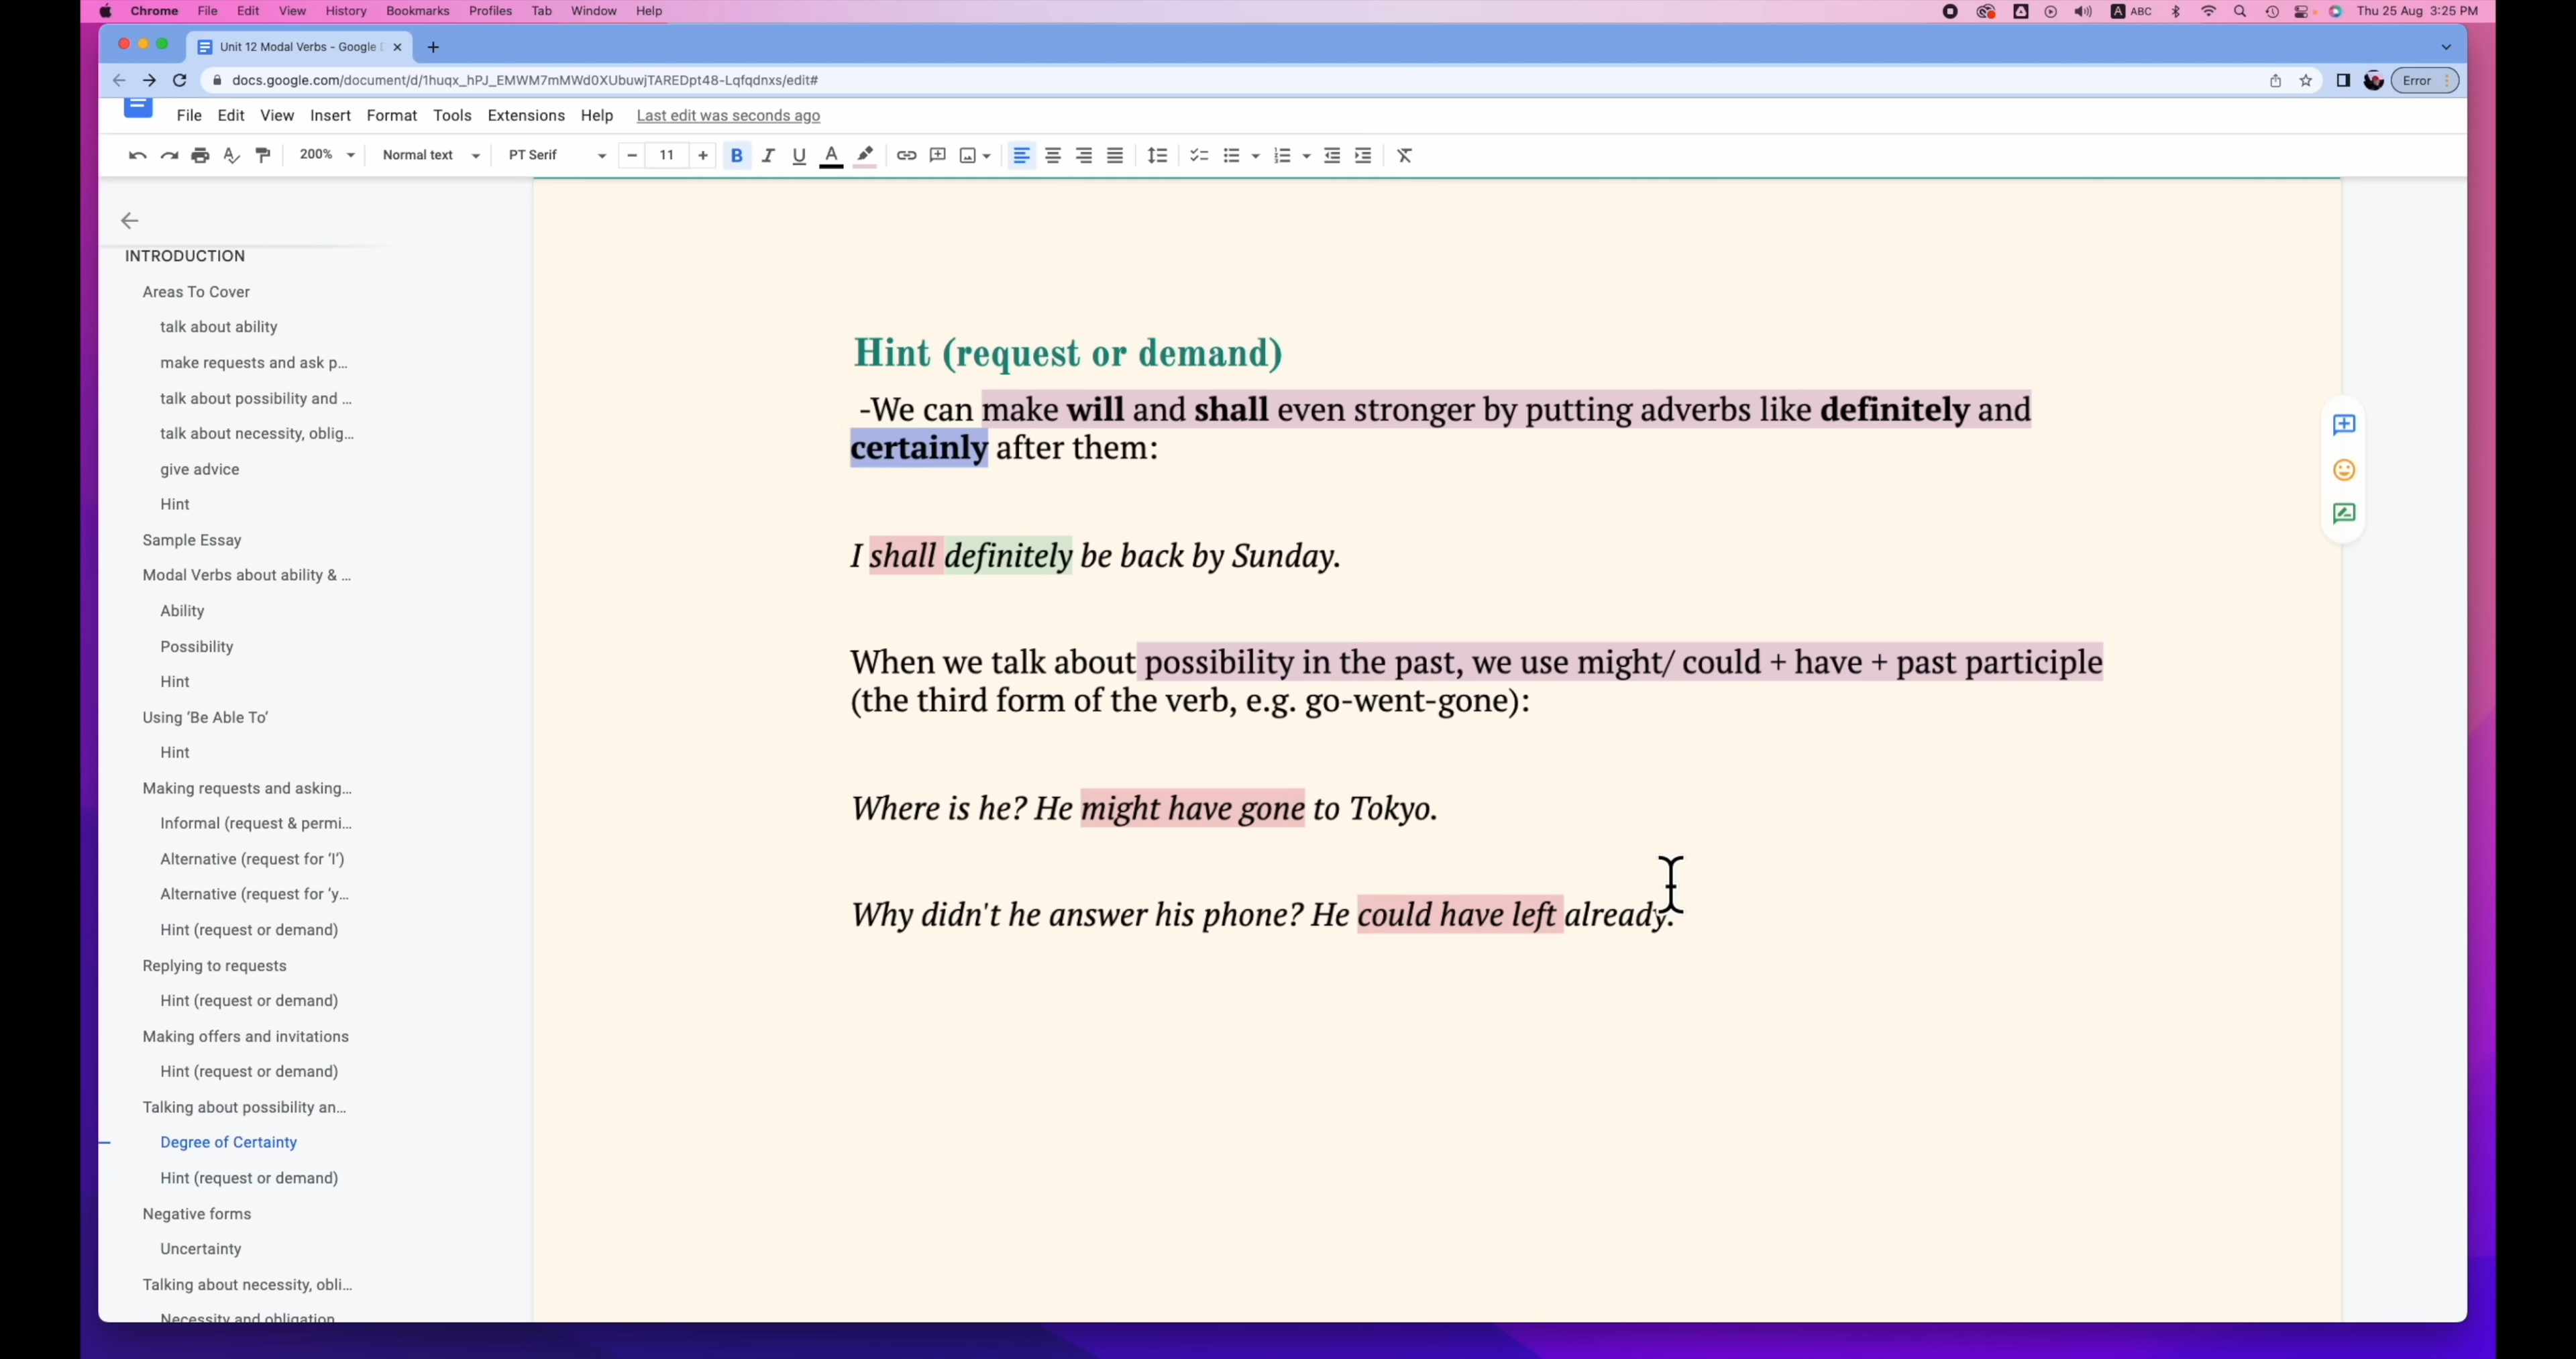 Chrome File Edit View History Bookmarks Profiles Tab Window Help
A ABC Thu 25 Aug 3:25 PM
Unit 12 Modal Verbs - Google D
docs.google.com/document/d/1huqx_hPJ_EMWM7mMWd0XUbuwjTAREDpt48-Lqfqdnxs/edit#
Error
File Edit View Insert Format Tools Extensions Help Last edit was seconds ago
200% Normal text PT Serif 11 B I U A
INTRODUCTION
Areas To Cover
talk about ability
make requests and ask p...
talk about possibility and ...
talk about necessity, oblig...
give advice
Hint
Sample Essay
Modal Verbs about ability & ...
Ability
Possibility
Hint
Using ‘Be Able To’
Hint
Making requests and asking...
Informal (request & permi...
Alternative (request for ‘I’)
Alternative (request for ‘y...
Hint (request or demand)
Replying to requests
Hint (request or demand)
Making offers and invitations
Hint (request or demand)
Talking about possibility an...
Degree of Certainty
Hint (request or demand)
Negative forms
Uncertainty
Talking about necessity, obli...
Necessity and obligation
Hint (request or demand)
-We can make will and shall even stronger by putting adverbs like definitely and
certainly after them:
I shall definitely be back by Sunday.
When we talk about possibility in the past, we use might/ could + have + past participle
(the third form of the verb, e.g. go-went-gone):
Where is he? He might have gone to Tokyo.
Why didn't he answer his phone? He could have left already.